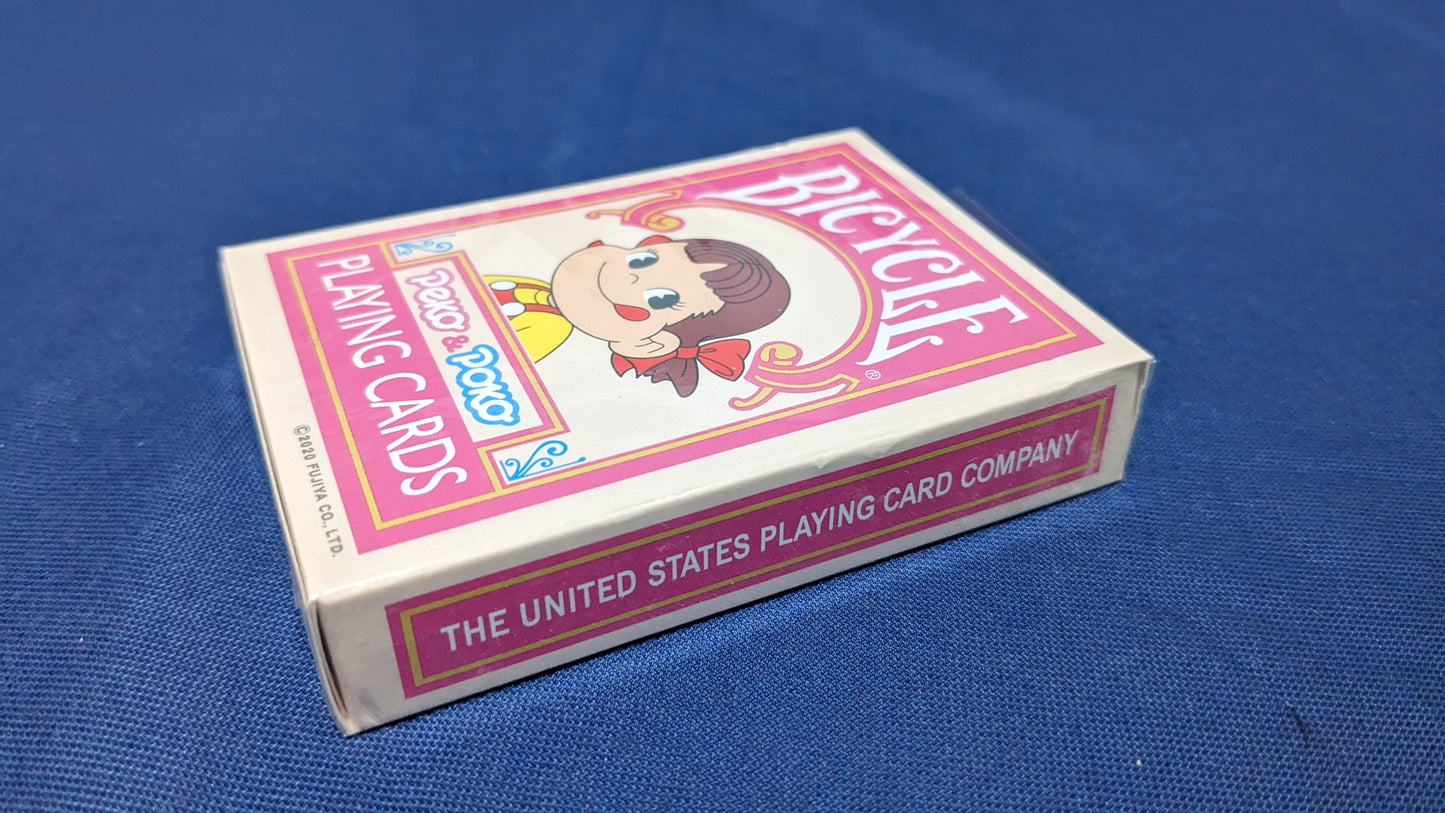 BICYCLE
®
Peko & Poko
PLAYING CARDS
©2020 FUJIYA CO., LTD.
THE UNITED STATES PLAYING CARD COMPANY